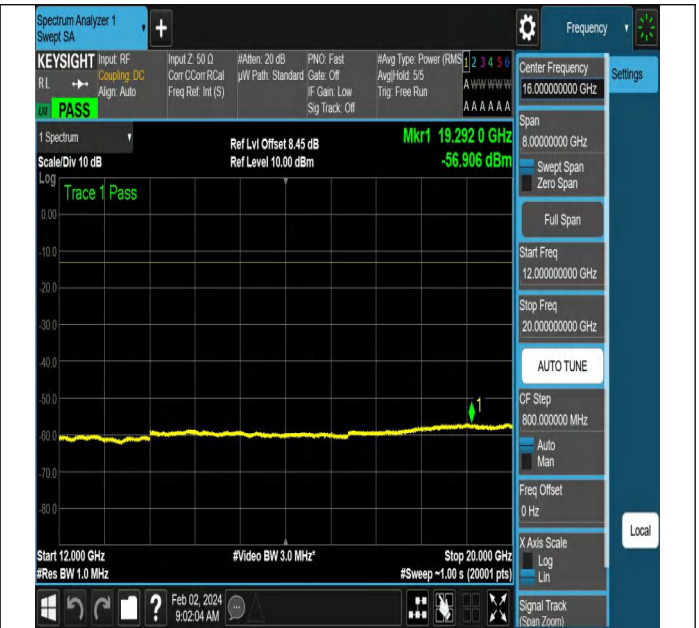 Spectrum Analyzer 1
Swept SA
Frequency
KEYSIGHT Input: RF Input Z: 50 Ω #Atten: 20 dB PNO: Fast #Avg Type: Power (RMS 1 2 3 4 5 6
RL Coupling: DC Corr CCorr RCal µW Path: Standard Gate: Off Avg|Hold: 5/5 A W W W W W
Align: Auto Freq Ref: Int (S) IF Gain: Low Trig: Free Run
Sig Track: Off A A A A A A
PASS
1 Spectrum
Ref Lvl Offset 8.45 dB Mkr1 19.292 0 GHz
Scale/Div 10 dB Ref Level 10.00 dBm -56.906 dBm
Log
Trace 1 Pass
0.00
-10.0
-20.0
-30.0
-40.0
-50.0
1
-60.0
-70.0
-80.0
Start 12.000 GHz #Video BW 3.0 MHz* Stop 20.000 GHz
#Res BW 1.0 MHz #Sweep ~1.00 s (20001 pts)
? Feb 02, 2024
9:02:04 AM
Center Frequency
16.000000000 GHz
Settings
Span
8.00000000 GHz
Swept Span
Zero Span
Full Span
Start Freq
12.000000000 GHz
Stop Freq
20.000000000 GHz
AUTO TUNE
CF Step
800.000000 MHz
Auto
Man
Freq Offset
0 Hz
Local
X Axis Scale
Log
Lin
Signal Track
(Span Zoom)